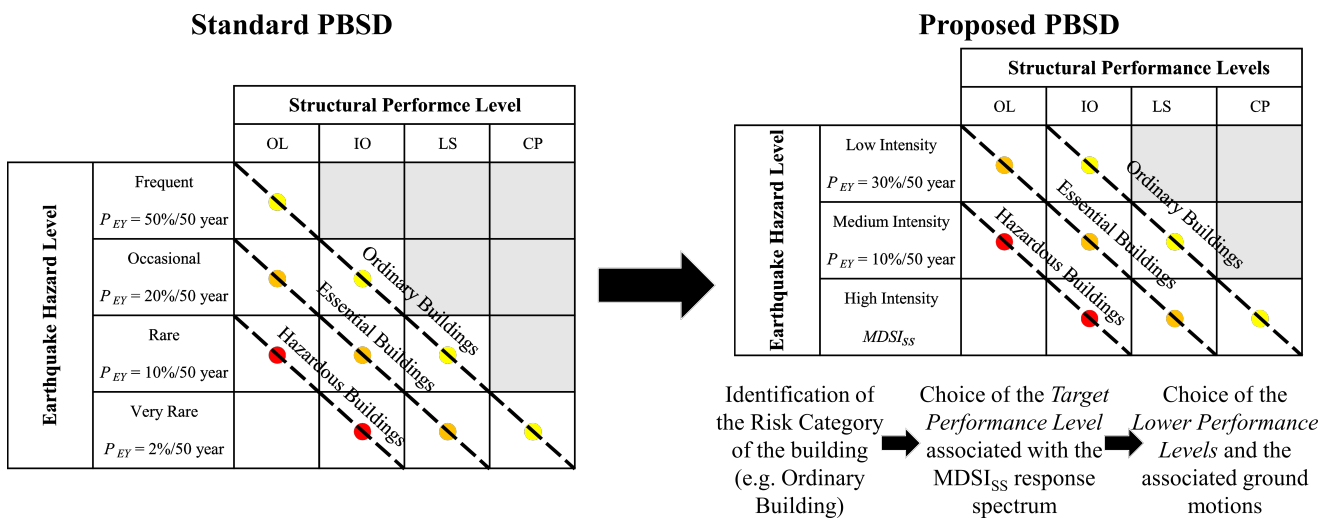 Standard PBSD
Structural Performce Level
OL IO LS CP
Earthquake Hazard Level
Frequent
P EY = 50%/50 year
Occasional
P EY = 20%/50 year
Rare
P EY = 10%/50 year
Very Rare
P EY = 2%/50 year
Ordinary Buildings
Essential Buildings
Hazardous Buildings
Proposed PBSD
Structural Performance Levels
OL IO LS CP
Earthquake Hazard Level
Low Intensity
P EY = 30%/50 year
Medium Intensity
P EY = 10%/50 year
High Intensity
MDSISS
Ordinary Buildings
Essential Buildings
Hazardous Buildings
Identification of
the Risk Category
of the building
(e.g. Ordinary
Building)
Choice of the Target
Performance Level
associated with the
MDSISS response
spectrum
Choice of the
Lower Performance
Levels and the
associated ground
motions